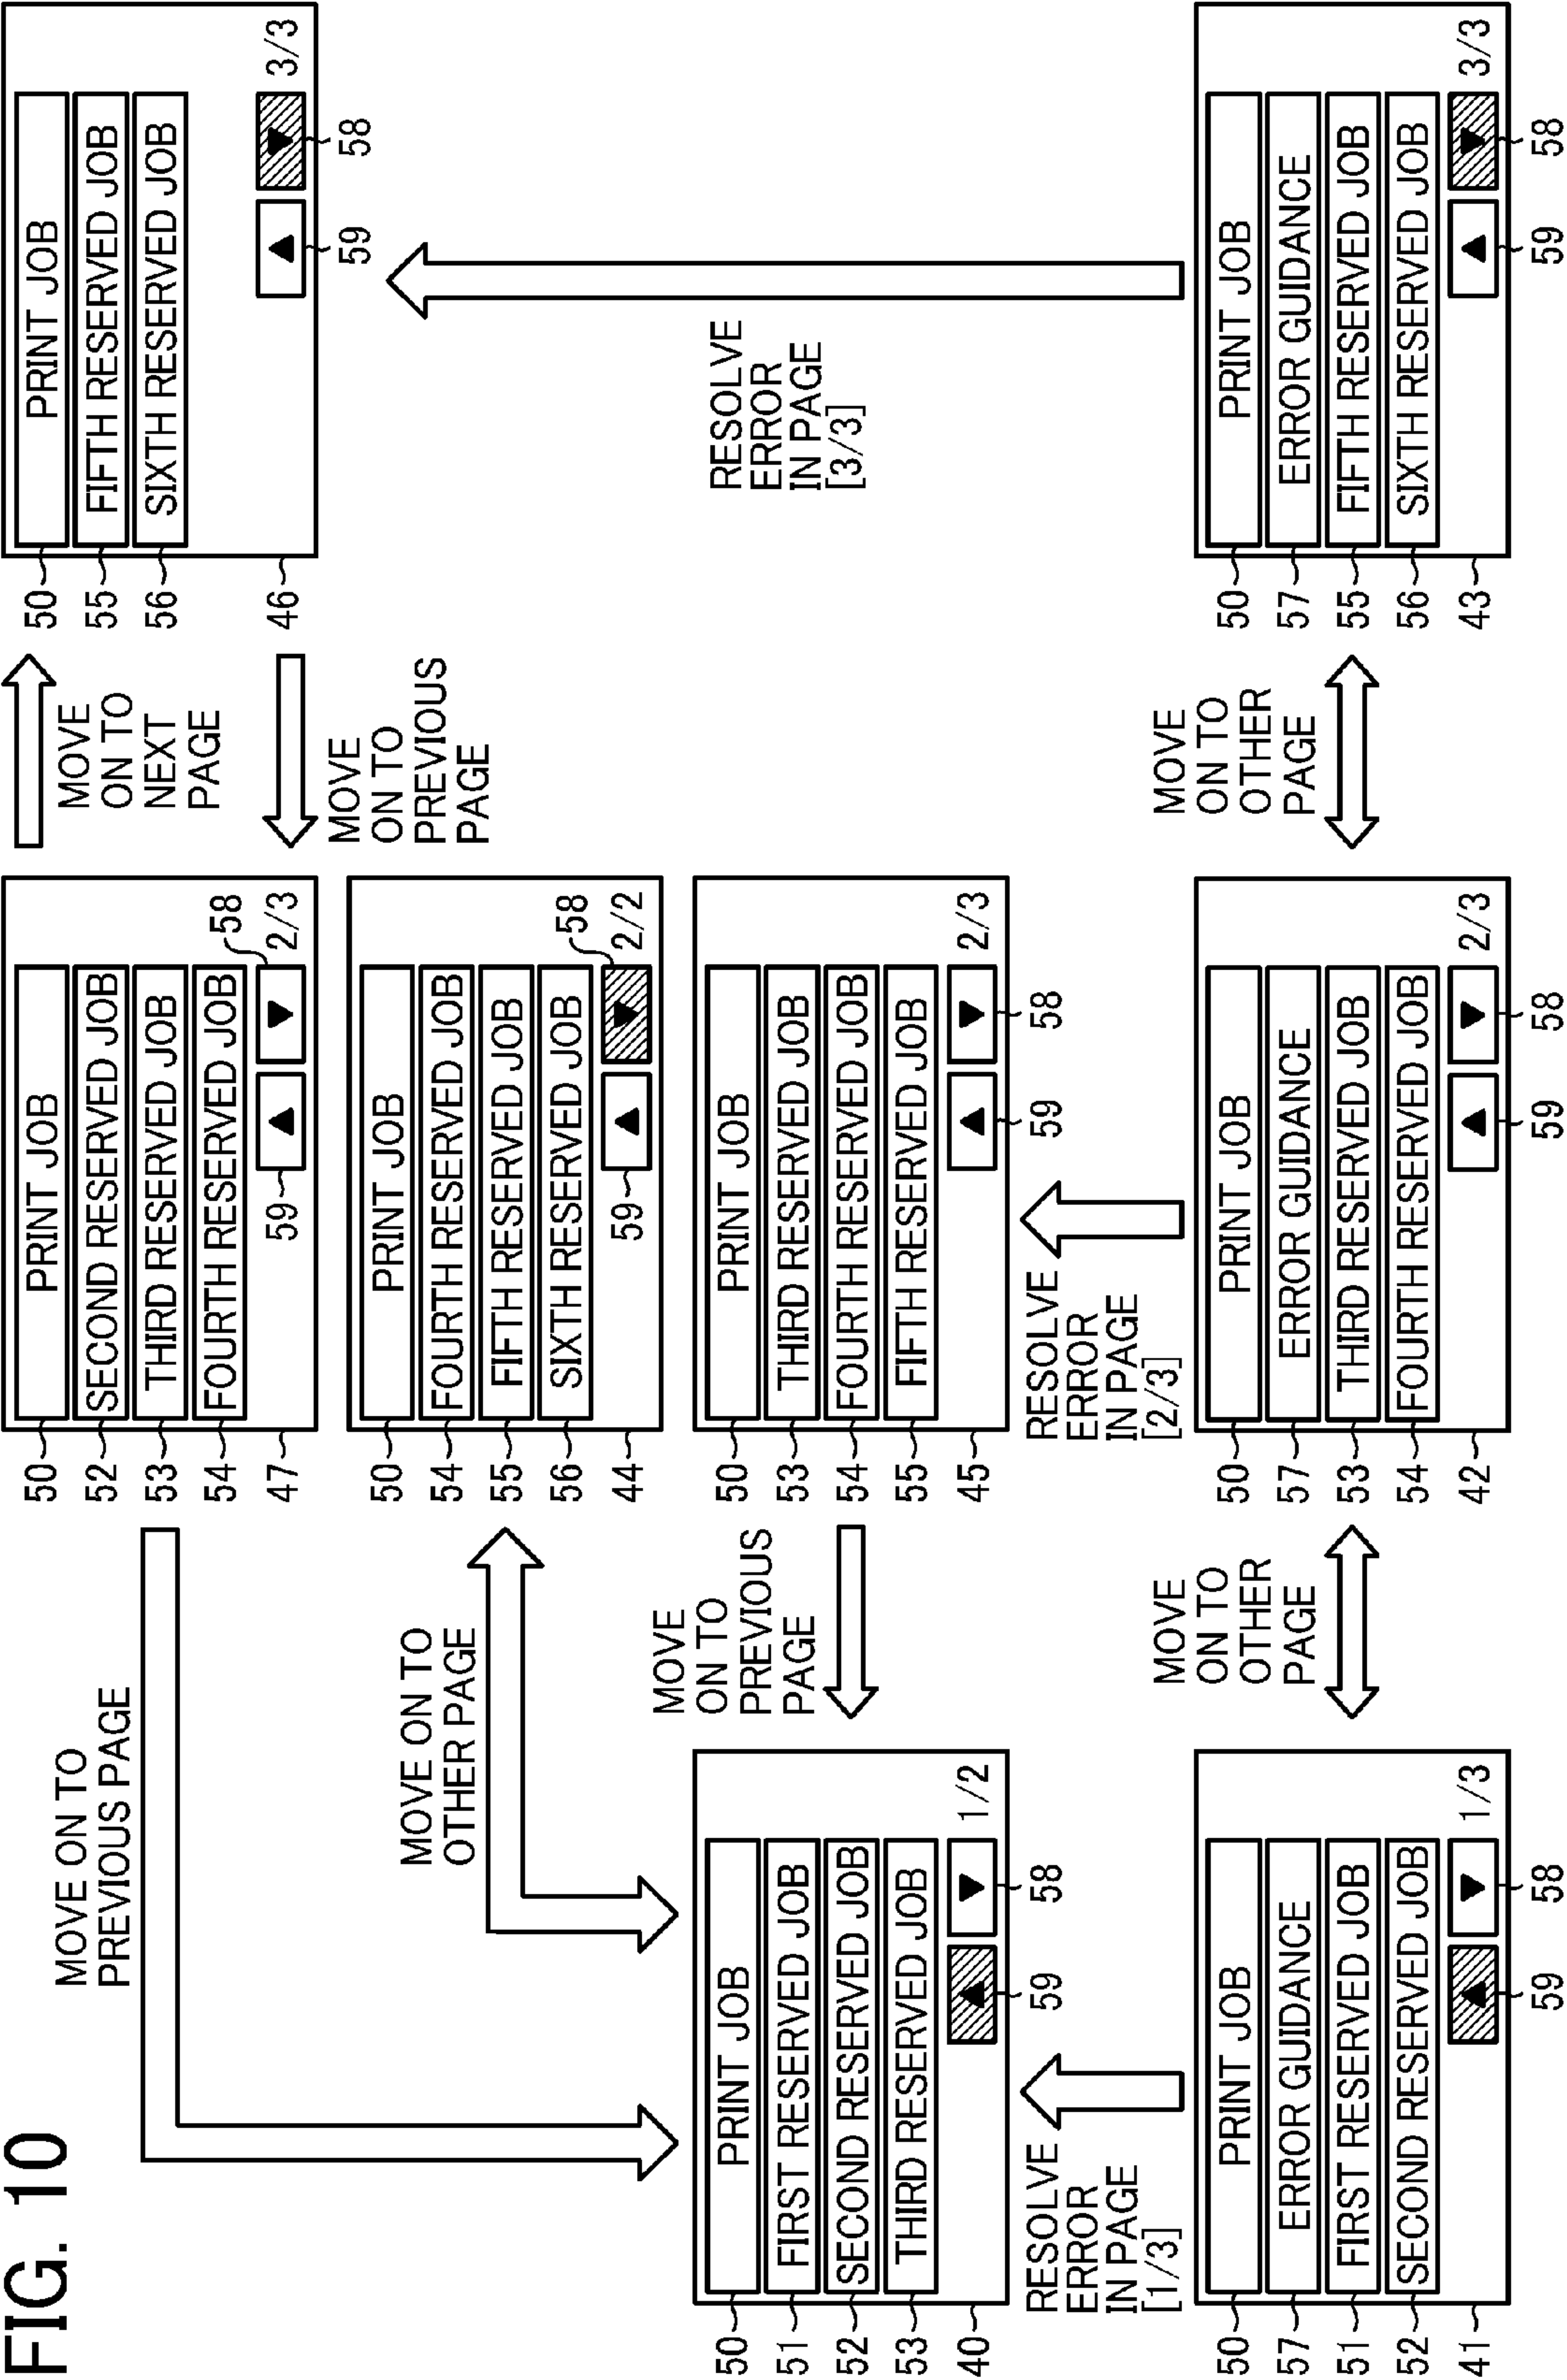 FIG. 10
MOVE ON TO
PREVIOUS PAGE
50
PRINT JOB
52
SECOND RESERVED JOB
53
THIRD RESERVED JOB
54
FOURTH RESERVED JOB
58
47
59
▲
▼
2/3
MOVE
ON TO
NEXT
PAGE
MOVE
ON TO
PREVIOUS
PAGE
50
PRINT JOB
55
FIFTH RESERVED JOB
56
SIXTH RESERVED JOB
46
▲
▼
3/3
59
58
MOVE ON TO
OTHER PAGE
50
PRINT JOB
54
FOURTH RESERVED JOB
55
FIFTH RESERVED JOB
56
SIXTH RESERVED JOB
58
44
59
▲
▼
2/2
50
PRINT JOB
51
FIRST RESERVED JOB
52
SECOND RESERVED JOB
53
THIRD RESERVED JOB
40
▲
▼
1/2
59
58
MOVE
ON TO
PREVIOUS
PAGE
50
PRINT JOB
53
THIRD RESERVED JOB
54
FOURTH RESERVED JOB
55
FIFTH RESERVED JOB
45
▲
▼
2/3
59
58
RESOLVE
ERROR
IN PAGE
[1/3]
RESOLVE
ERROR
IN PAGE
[2/3]
RESOLVE
ERROR
IN PAGE
[3/3]
50
PRINT JOB
57
ERROR GUIDANCE
51
FIRST RESERVED JOB
52
SECOND RESERVED JOB
41
▲
▼
1/3
59
58
MOVE
ON TO
OTHER
PAGE
50
PRINT JOB
57
ERROR GUIDANCE
53
THIRD RESERVED JOB
54
FOURTH RESERVED JOB
42
▲
▼
2/3
59
58
MOVE
ON TO
OTHER
PAGE
50
PRINT JOB
57
ERROR GUIDANCE
55
FIFTH RESERVED JOB
56
SIXTH RESERVED JOB
43
▲
▼
3/3
59
58